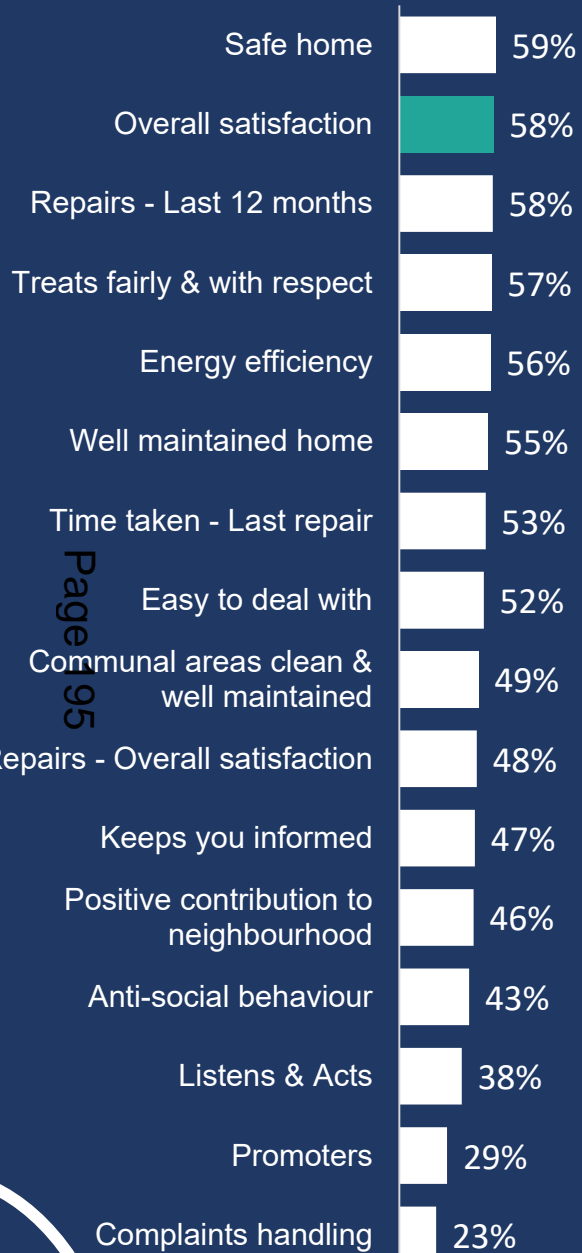 Safe home 59%
Overall satisfaction 58%
Repairs - Last 12 months 58%
Treats fairly & with respect 57%
Energy efficiency 56%
Well maintained home 55%
Time taken - Last repair 53%
Easy to deal with 52%
Communal areas clean &
well maintained 49%
epairs - Overall satisfaction 48%
Keeps you informed 47%
Positive contribution to
neighbourhood 46%
Anti-social behaviour 43%
Listens & Acts 38%
Promoters 29%
Complaints handling 23%
Page 195